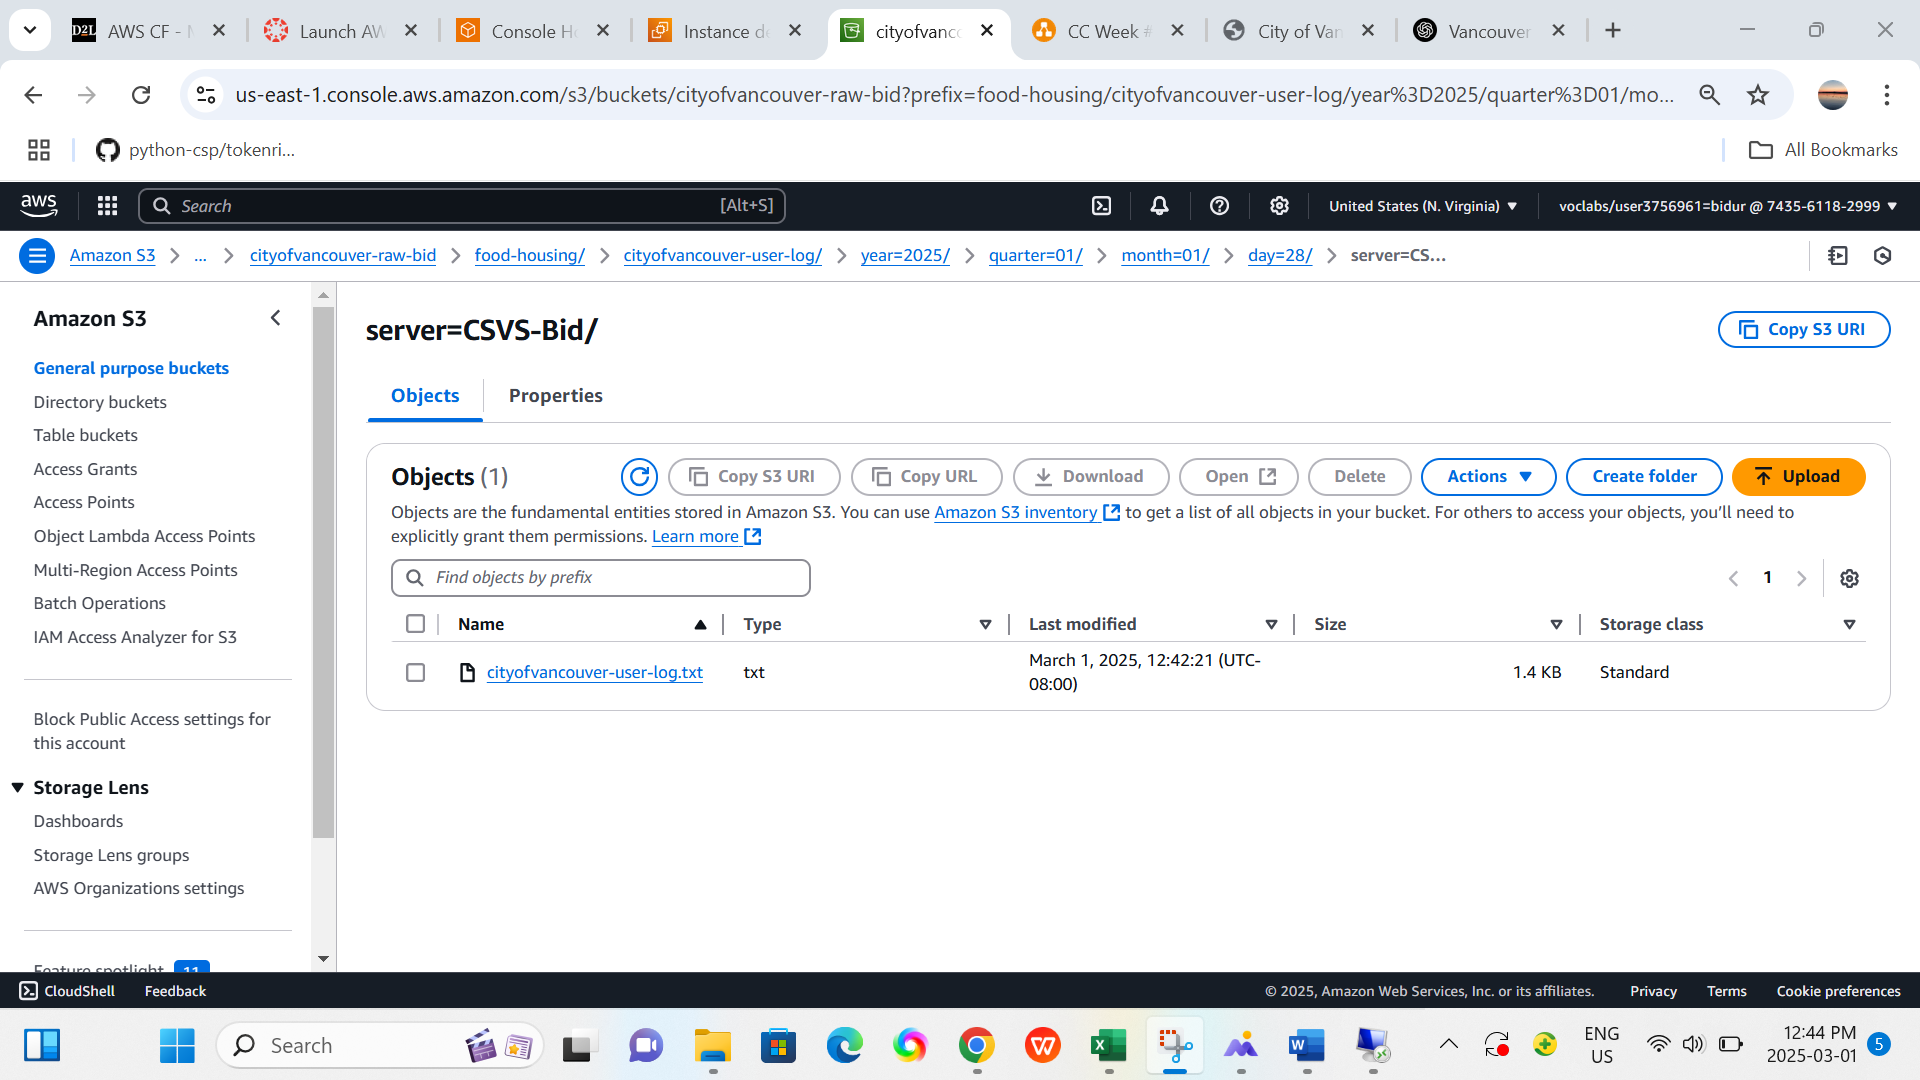 D2L AWS CF - N
Launch AW
Console Ho
Instance de
cityofvanco
CC Week #
City of Van
Vancouver
us-east-1.console.aws.amazon.com/s3/buckets/cityofvancouver-raw-bid?prefix=food-housing/cityofvancouver-user-log/year%3D2025/quarter%3D01/mo...
python-csp/tokenri...
All Bookmarks
aws
Search
[Alt+S]
United States (N. Virginia)
voclabs/user3756961=bidur @ 7435-6118-2999
Amazon S3 > ... > cityofvancouver-raw-bid > food-housing/ > cityofvancouver-user-log/ > year=2025/ > quarter=01/ > month=01/ > day=28/ > server=CS...
Amazon S3
General purpose buckets
Directory buckets
Table buckets
Access Grants
Access Points
Object Lambda Access Points
Multi-Region Access Points
Batch Operations
IAM Access Analyzer for S3
Block Public Access settings for
this account
Storage Lens
Dashboards
Storage Lens groups
AWS Organizations settings
Feature spotlight 11
server=CSVS-Bid/
Copy S3 URI
Objects
Properties
Objects (1)
Copy S3 URI
Copy URL
Download
Open
Delete
Actions
Create folder
Upload
Objects are the fundamental entities stored in Amazon S3. You can use Amazon S3 inventory to get a list of all objects in your bucket. For others to access your objects, you'll need to
explicitly grant them permissions. Learn more
Find objects by prefix
1
Name
Type
Last modified
Size
Storage class
cityofvancouver-user-log.txt
txt
March 1, 2025, 12:42:21 (UTC-
08:00)
1.4 KB
Standard
CloudShell
Feedback
© 2025, Amazon Web Services, Inc. or its affiliates.
Privacy
Terms
Cookie preferences
Search
ENG
US
12:44 PM
2025-03-01
5